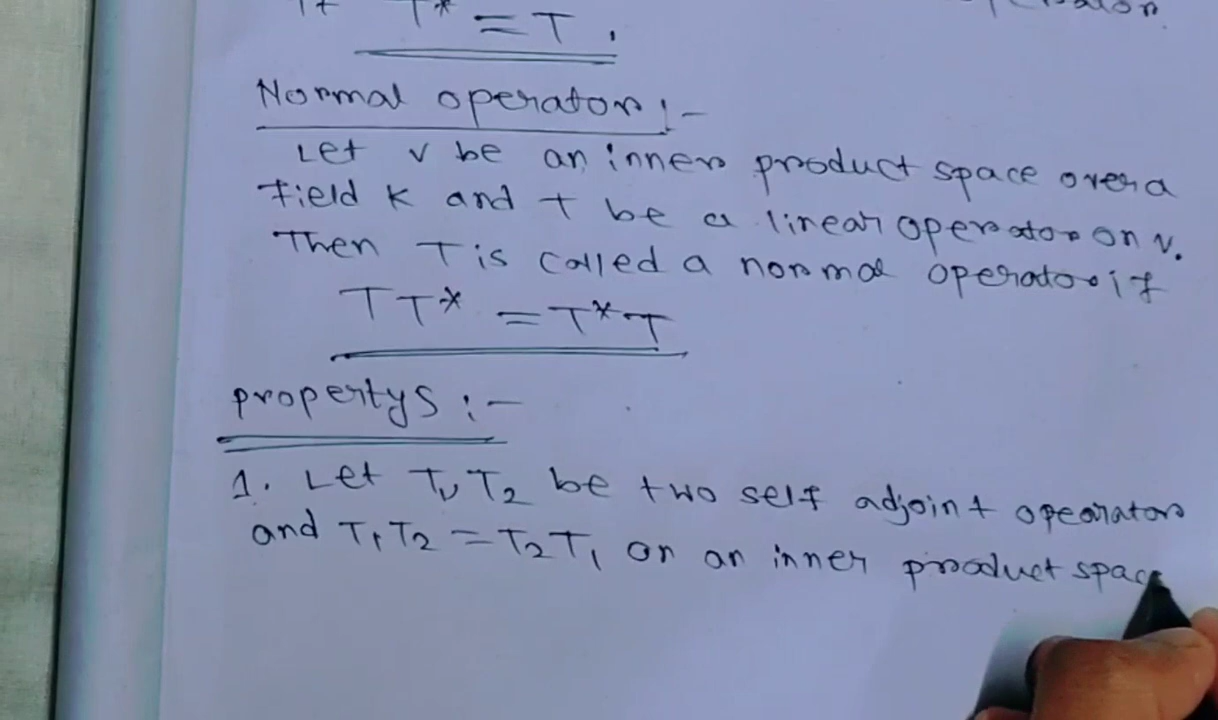 If T* = T.
Normal operator :-
Let v be an inner product space over a
field K and T be a linear operator on v.
Then T is called a normal operator if
TT* = T*T
propertys :-
1. Let T1, T2 be two self adjoint opearators
and T1T2 = T2T1 on an inner product space